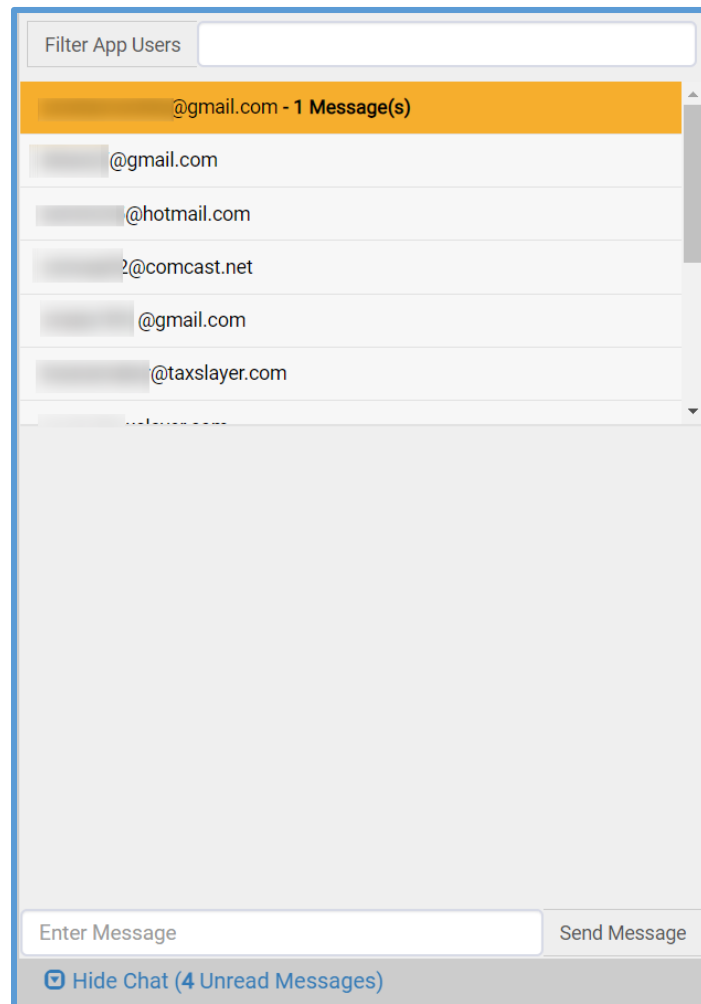 Filter App Users
@gmail.com - 1 Message(s)
@gmail.com
@hotmail.com
2@comcast.net
@gmail.com
@taxslayer.com
Enter Message
Send Message
Hide Chat (4 Unread Messages)